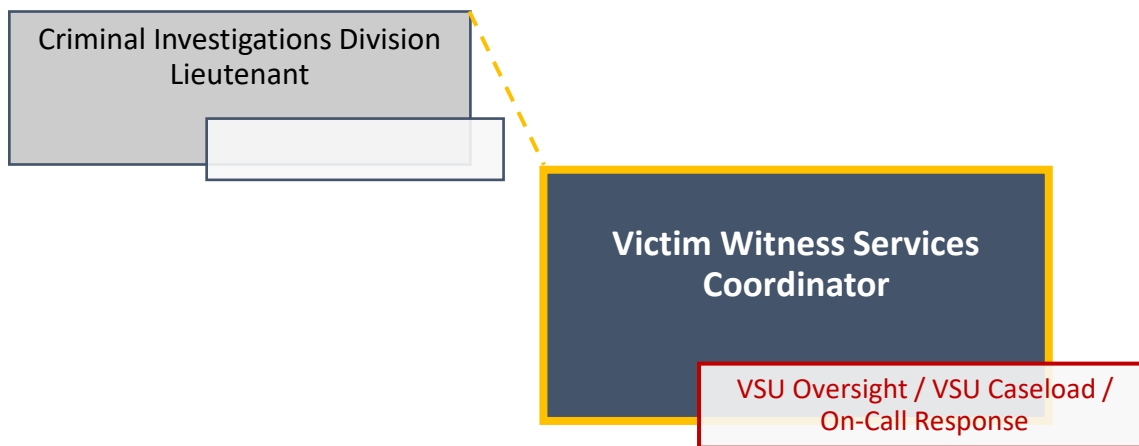 Criminal Investigations Division
Lieutenant
Victim Witness Services
Coordinator
VSU Oversight / VSU Caseload /
On-Call Response